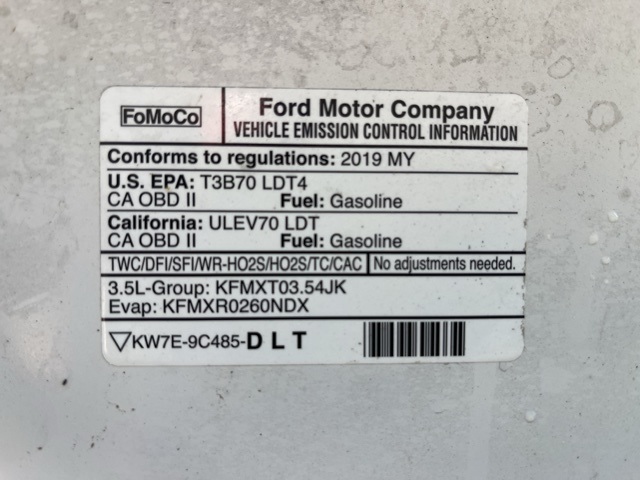 FoMoCo
Ford Motor Company
VEHICLE EMISSION CONTROL INFORMATION
Conforms to regulations: 2019 MY
U.S. EPA: T3B70 LDT4
CA OBD II Fuel: Gasoline
California: ULEV70 LDT
CA OBD II Fuel: Gasoline
TWC/DFI/SFI/WR-HO2S/HO2S/TC/CAC No adjustments needed.
3.5L-Group: KFMXT03.54JK
Evap: KFMXR0260NDX
▽KW7E-9C485-D L T